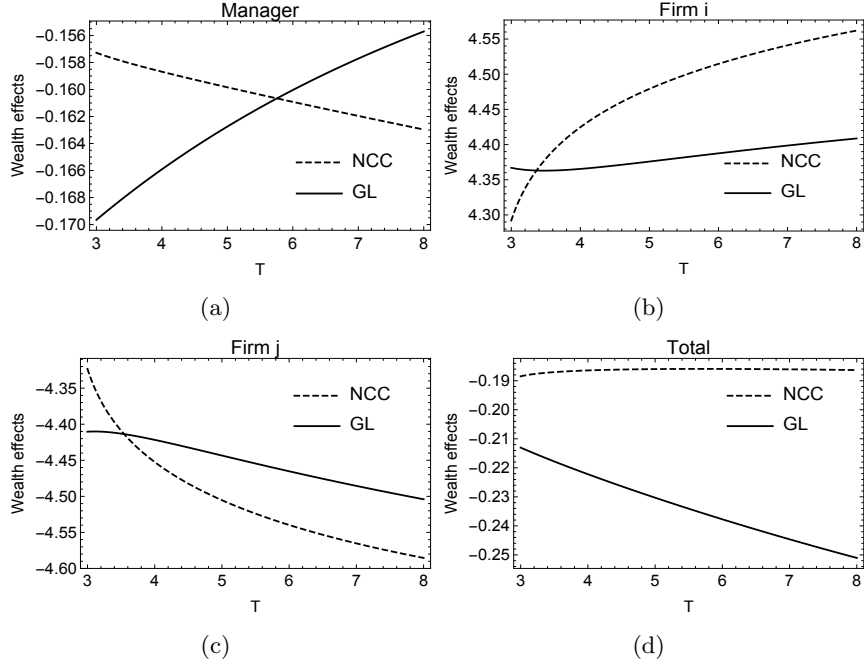 Manager
Wealth effects
−0.156
−0.158
−0.160
−0.162
−0.164
−0.166
−0.168
−0.170
NCC
GL
3 4 5 6 7 8
T
(a)
Firm i
Wealth effects
4.55
4.50
4.45
4.40
4.35
4.30
NCC
GL
3 4 5 6 7 8
T
(b)
Firm j
Wealth effects
−4.35
−4.40
−4.45
−4.50
−4.55
−4.60
NCC
GL
3 4 5 6 7 8
T
(c)
Total
Wealth effects
−0.19
−0.20
−0.21
−0.22
−0.23
−0.24
−0.25
NCC
GL
3 4 5 6 7 8
T
(d)